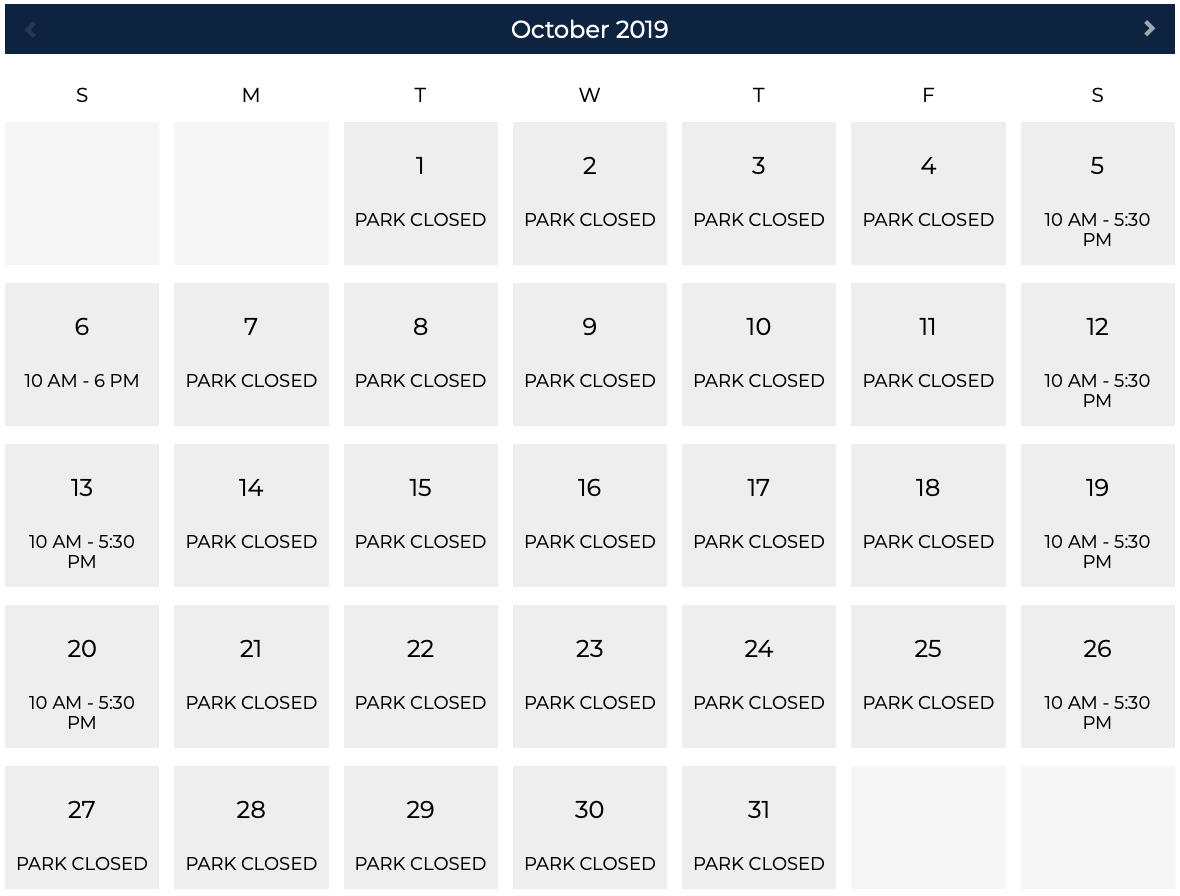 October 2019
S M T W T F S
1 2 3 4 5
PARK CLOSED PARK CLOSED PARK CLOSED PARK CLOSED 10 AM - 5:30
PM
6 7 8 9 10 11 12
10 AM - 6 PM PARK CLOSED PARK CLOSED PARK CLOSED PARK CLOSED PARK CLOSED 10 AM - 5:30
PM
13 14 15 16 17 18 19
10 AM - 5:30 PARK CLOSED PARK CLOSED PARK CLOSED PARK CLOSED PARK CLOSED 10 AM - 5:30
PM PM
20 21 22 23 24 25 26
10 AM - 5:30 PARK CLOSED PARK CLOSED PARK CLOSED PARK CLOSED PARK CLOSED 10 AM - 5:30
PM PM
27 28 29 30 31
PARK CLOSED PARK CLOSED PARK CLOSED PARK CLOSED PARK CLOSED